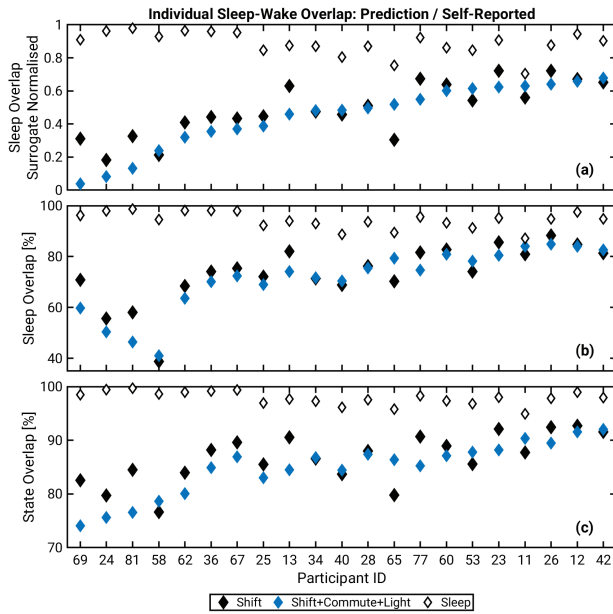 Individual Sleep-Wake Overlap: Prediction / Self-Reported
Sleep Overlap
Surrogate Normalised
1
0.8
0.6
0.4
0.2
0
(a)
Sleep Overlap [%]
100
80
60
40
(b)
State Overlap [%]
100
90
80
70
(c)
69 24 81 58 62 36 67 25 13 34 40 28 65 77 60 53 23 11 26 12 42
Participant ID
Shift Shift+Commute+Light Sleep